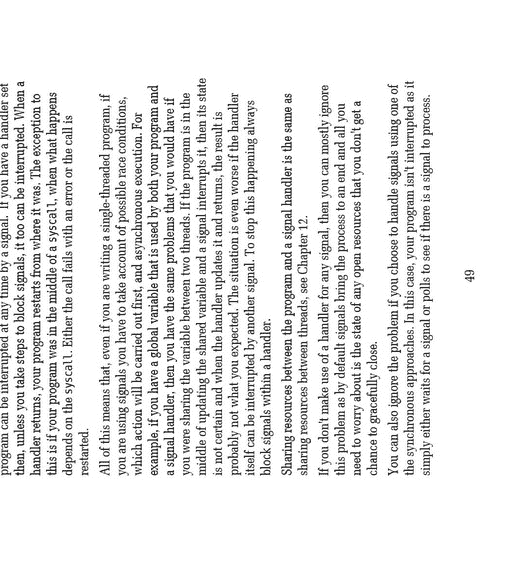 program can be interrupted at any time by a signal. If you have a handler set
then, unless you take steps to block signals, it too can be interrupted. When a
handler returns, your program restarts from where it was. The exception to
this is if your program was in the middle of a syscall, when what happens
depends on the syscall. Either the call fails with an error or the call is
restarted.
All of this means that, even if you are writing a single-threaded program, if
you are using signals you have to take account of possible race conditions,
which action will be carried out first, and asynchronous execution. For
example, if you have a global variable that is used by both your program and
a signal handler, then you have the same problems that you would have if
you were sharing the variable between two threads. If the program is in the
middle of updating the shared variable and a signal interrupts it, then its state
is not certain and when the handler updates it and returns, the result is
probably not what you expected. The situation is even worse if the handler
itself can be interrupted by another signal. To stop this happening always
block signals within a handler.
Sharing resources between the program and a signal handler is the same as
sharing resources between threads, see Chapter 12.
If you don't make use of a handler for any signal, then you can mostly ignore
this problem as by default signals bring the process to an end and all you
need to worry about is the state of any open resources that you don't get a
chance to gracefully close.
You can also ignore the problem if you choose to handle signals using one of
the synchronous approaches. In this case, your program isn't interrupted as it
simply either waits for a signal or polls to see if there is a signal to process.
49